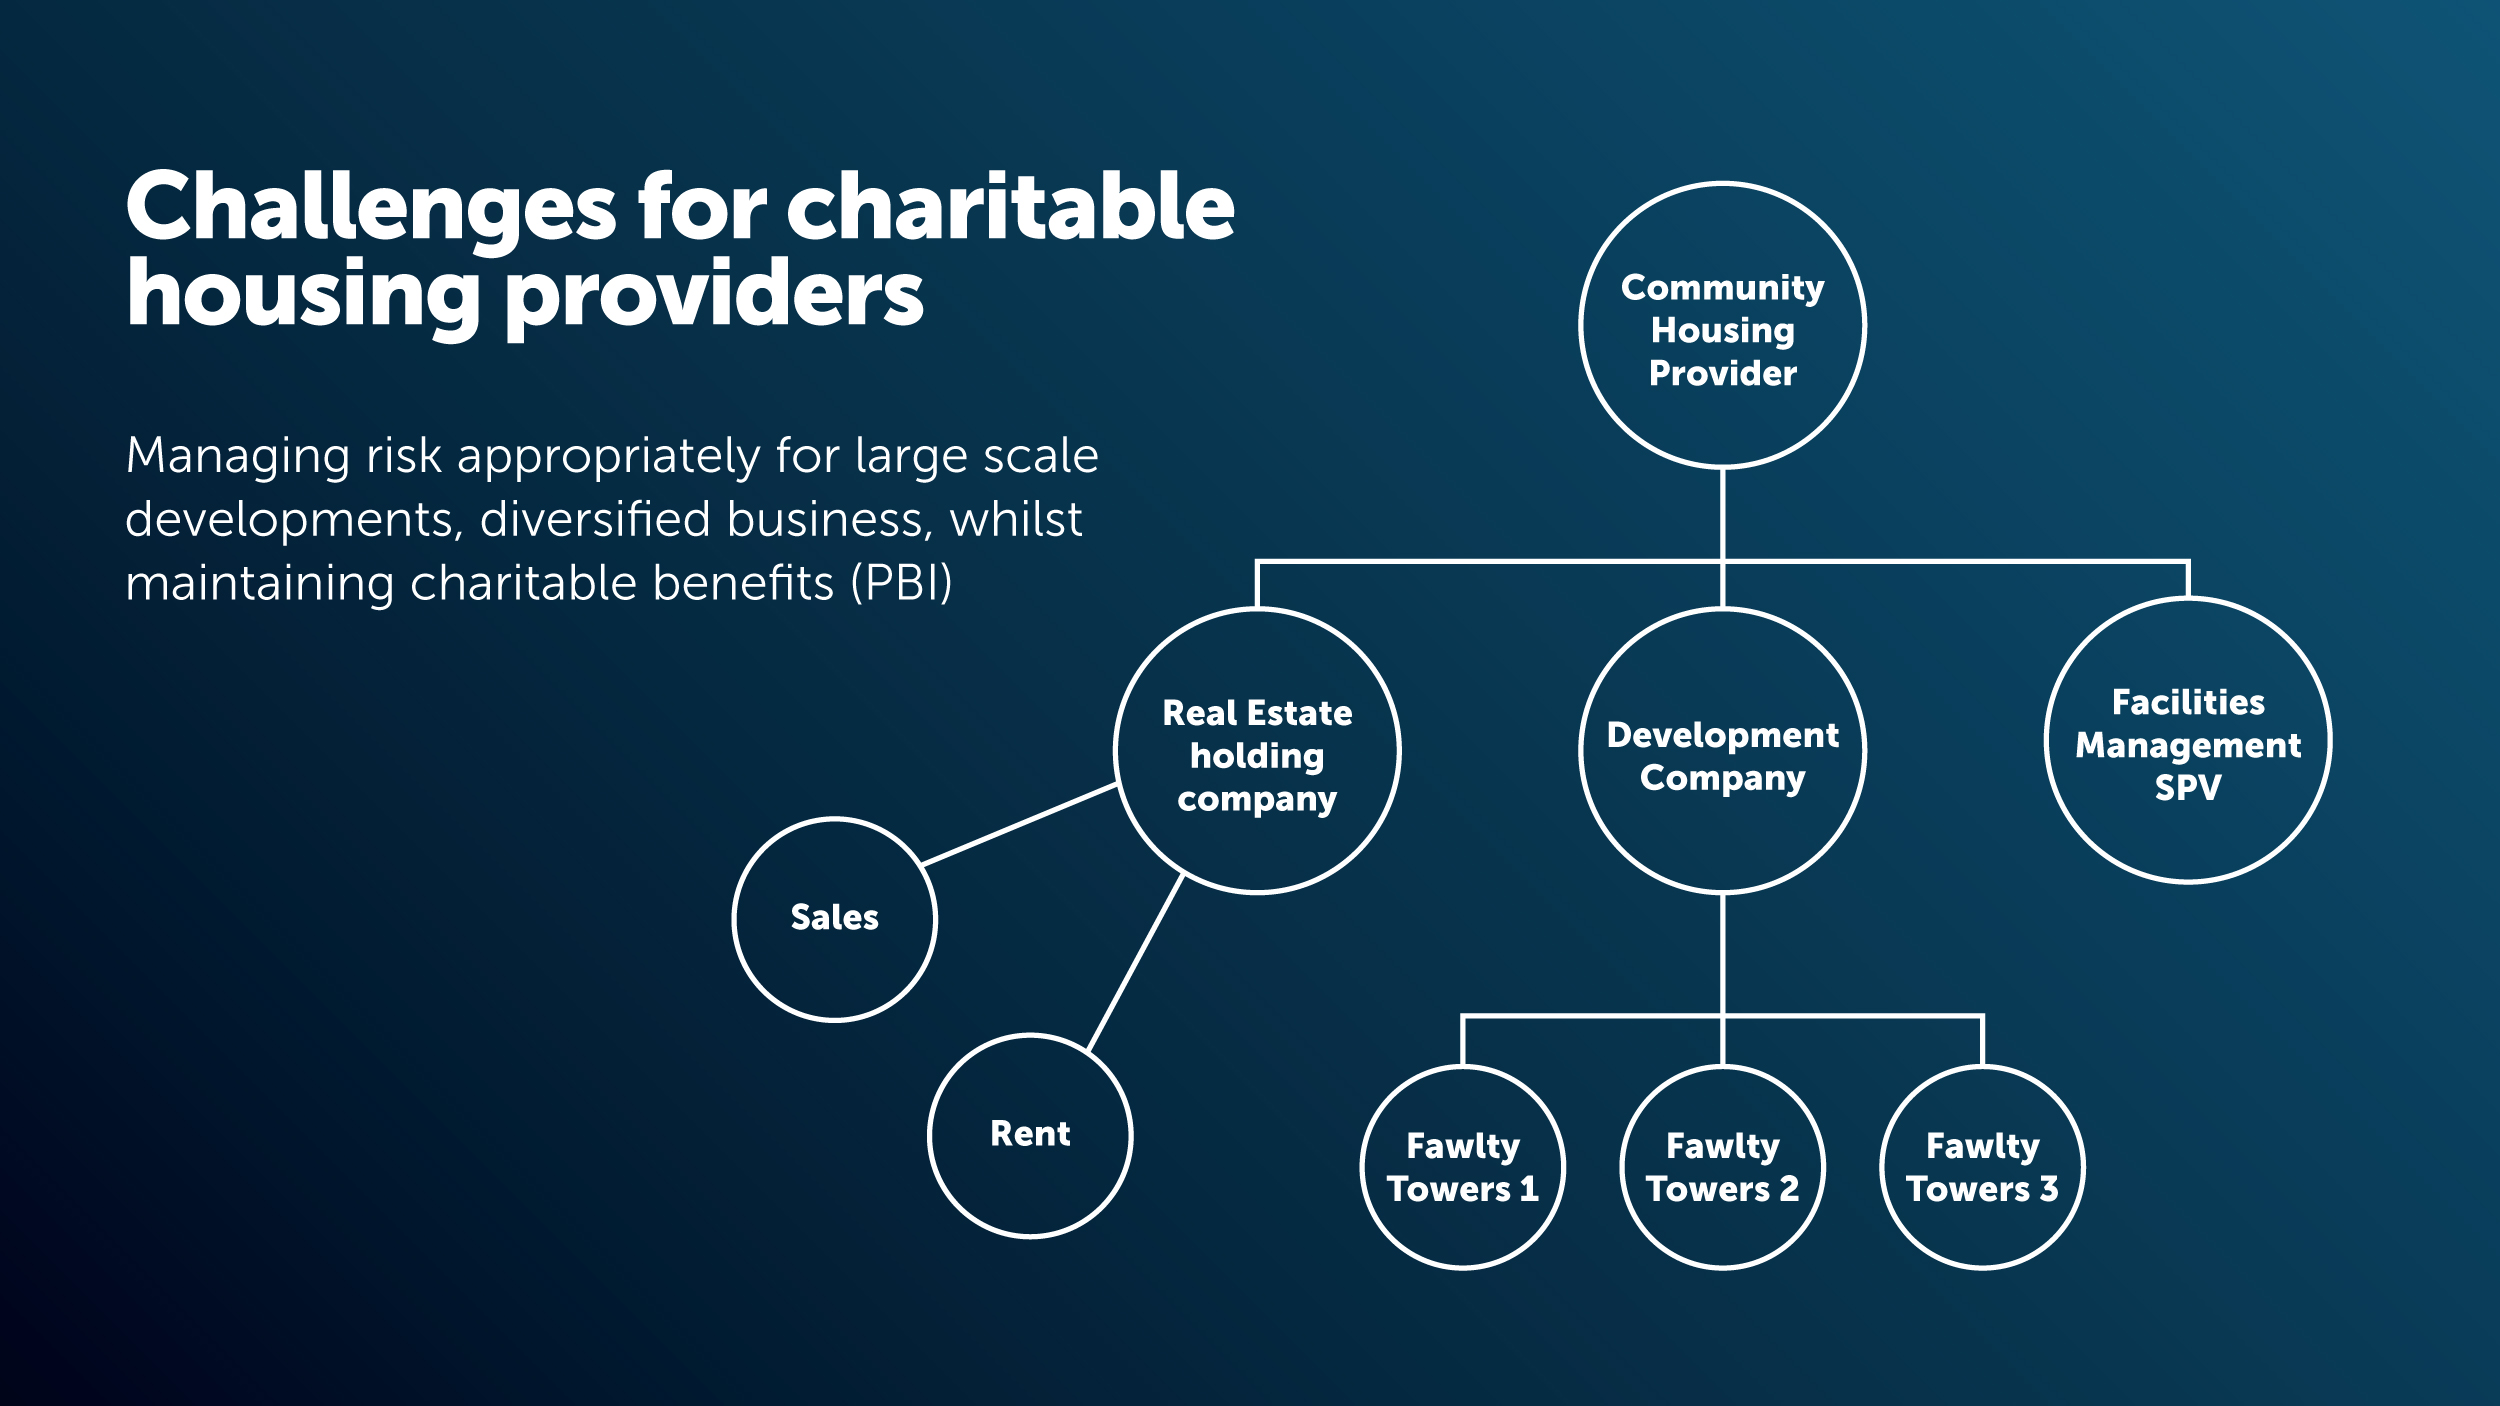 Challenges for charitable
housing providers
Managing risk appropriately for large scale
developments, diversified business, whilst
maintaining charitable benefits (PBI)
Community
Housing
Provider
Real Estate
holding
company
Development
Company
Facilities
Management
SPV
Sales
Rent
Fawlty
Towers 1
Fawlty
Towers 2
Fawlty
Towers 3